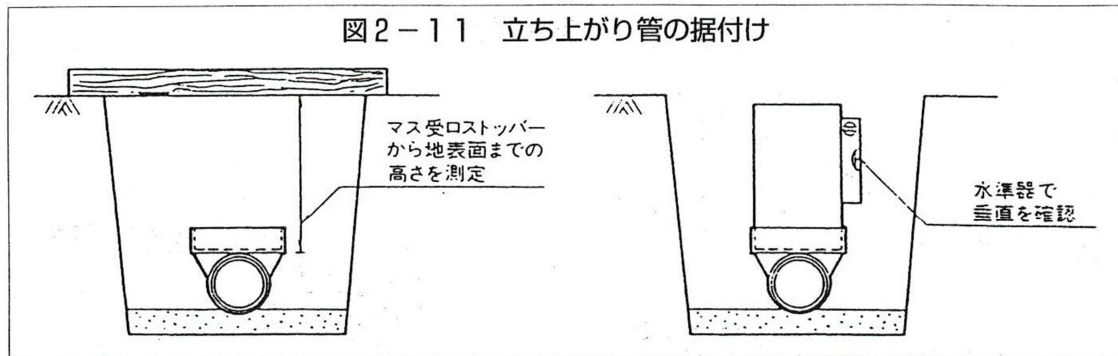 図2－11　立ち上がり管の据付け
マス受口ストッパー
から地表面までの
高さを測定
水準器で
垂直を確認